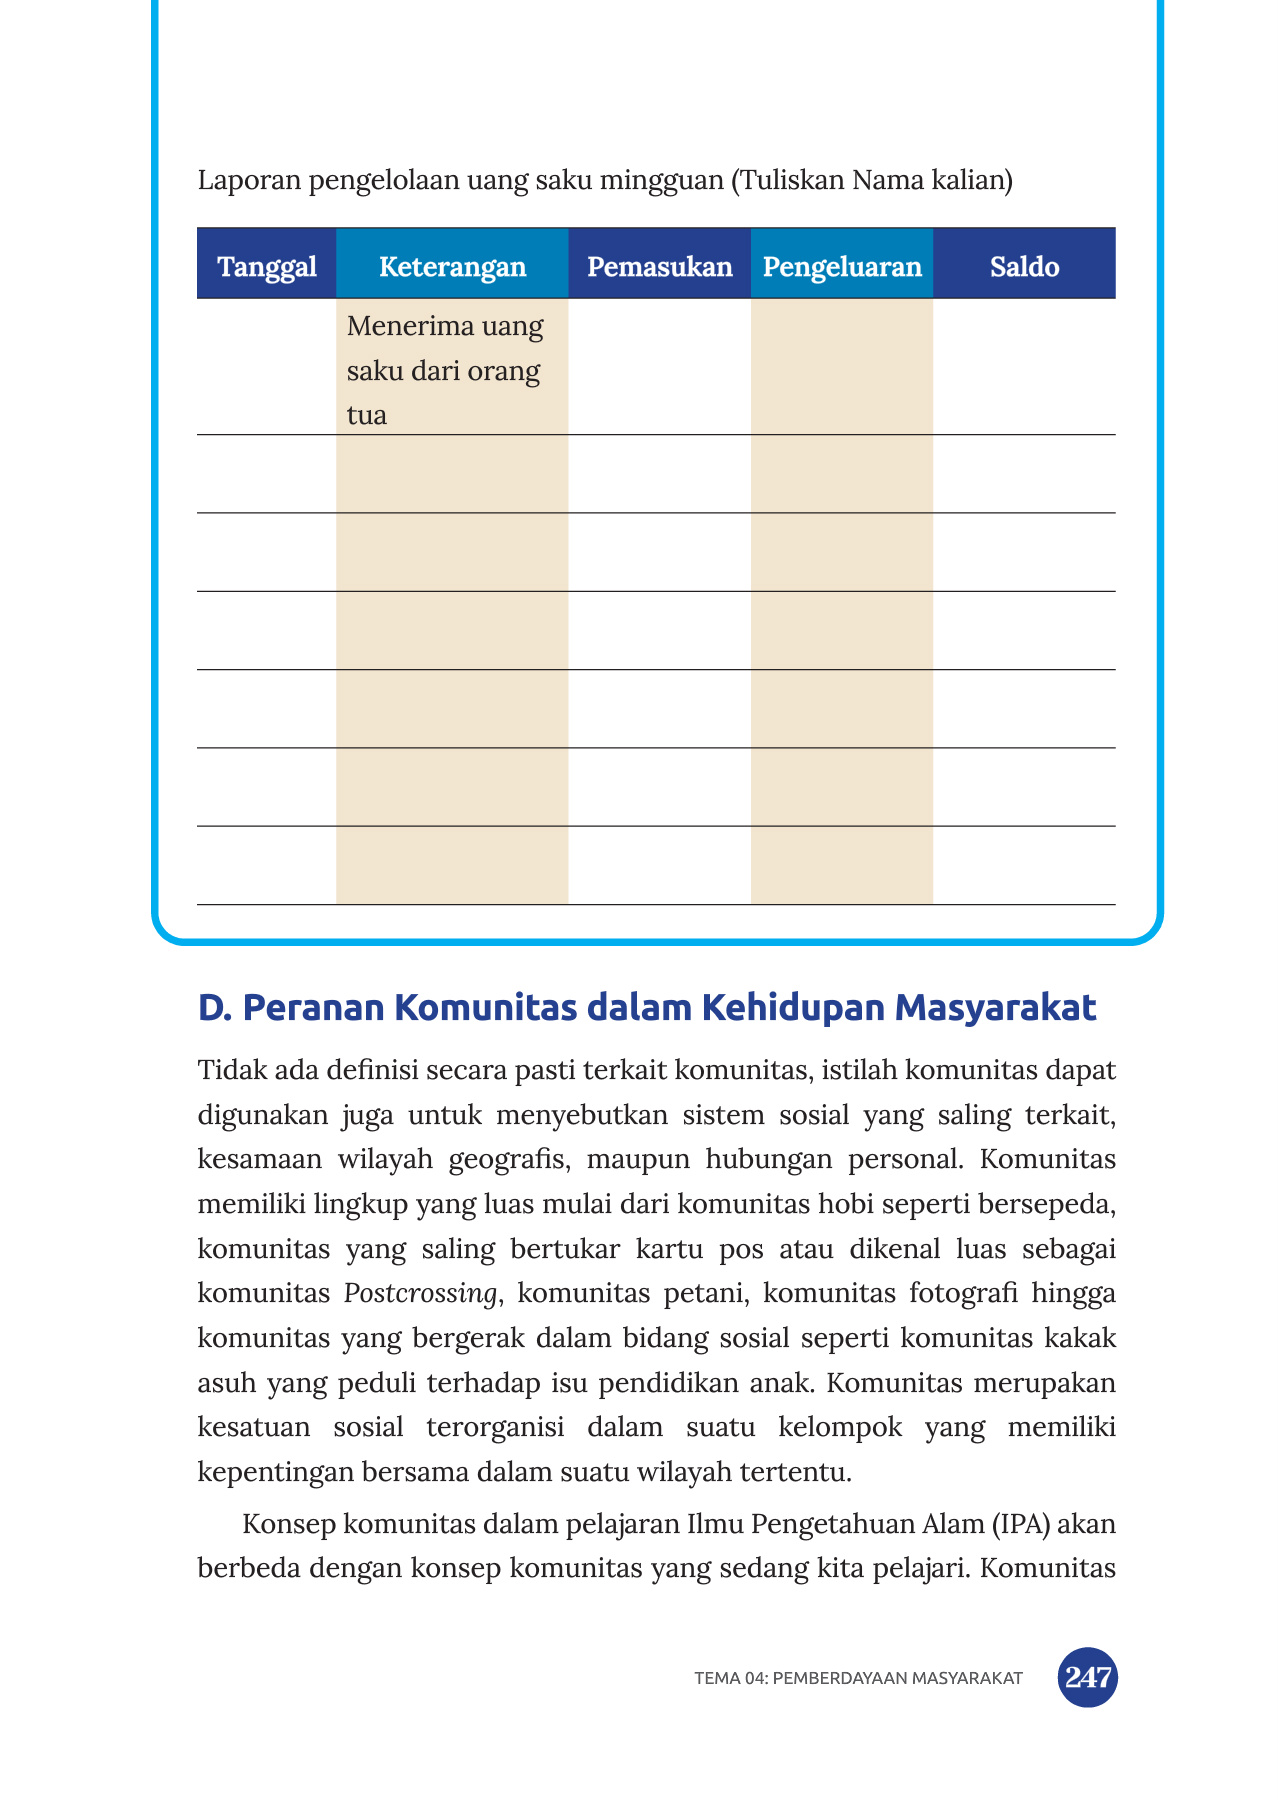 Laporan pengelolaan uang saku mingguan (Tuliskan Nama kalian)
Tanggal Keterangan Pemasukan Pengeluaran Saldo
Menerima uang
saku dari orang
tua
D. Peranan Komunitas dalam Kehidupan Masyarakat
Tidak ada definisi secara pasti terkait komunitas, istilah komunitas dapat
digunakan juga untuk menyebutkan sistem sosial yang saling terkait,
kesamaan wilayah geografis, maupun hubungan personal. Komunitas
memiliki lingkup yang luas mulai dari komunitas hobi seperti bersepeda,
komunitas yang saling bertukar kartu pos atau dikenal luas sebagai
komunitas Postcrossing, komunitas petani, komunitas fotografi hingga
komunitas yang bergerak dalam bidang sosial seperti komunitas kakak
asuh yang peduli terhadap isu pendidikan anak. Komunitas merupakan
kesatuan sosial terorganisi dalam suatu kelompok yang memiliki
kepentingan bersama dalam suatu wilayah tertentu.
Konsep komunitas dalam pelajaran Ilmu Pengetahuan Alam (IPA) akan
berbeda dengan konsep komunitas yang sedang kita pelajari. Komunitas
TEMA 04: PEMBERDAYAAN MASYARAKAT 247